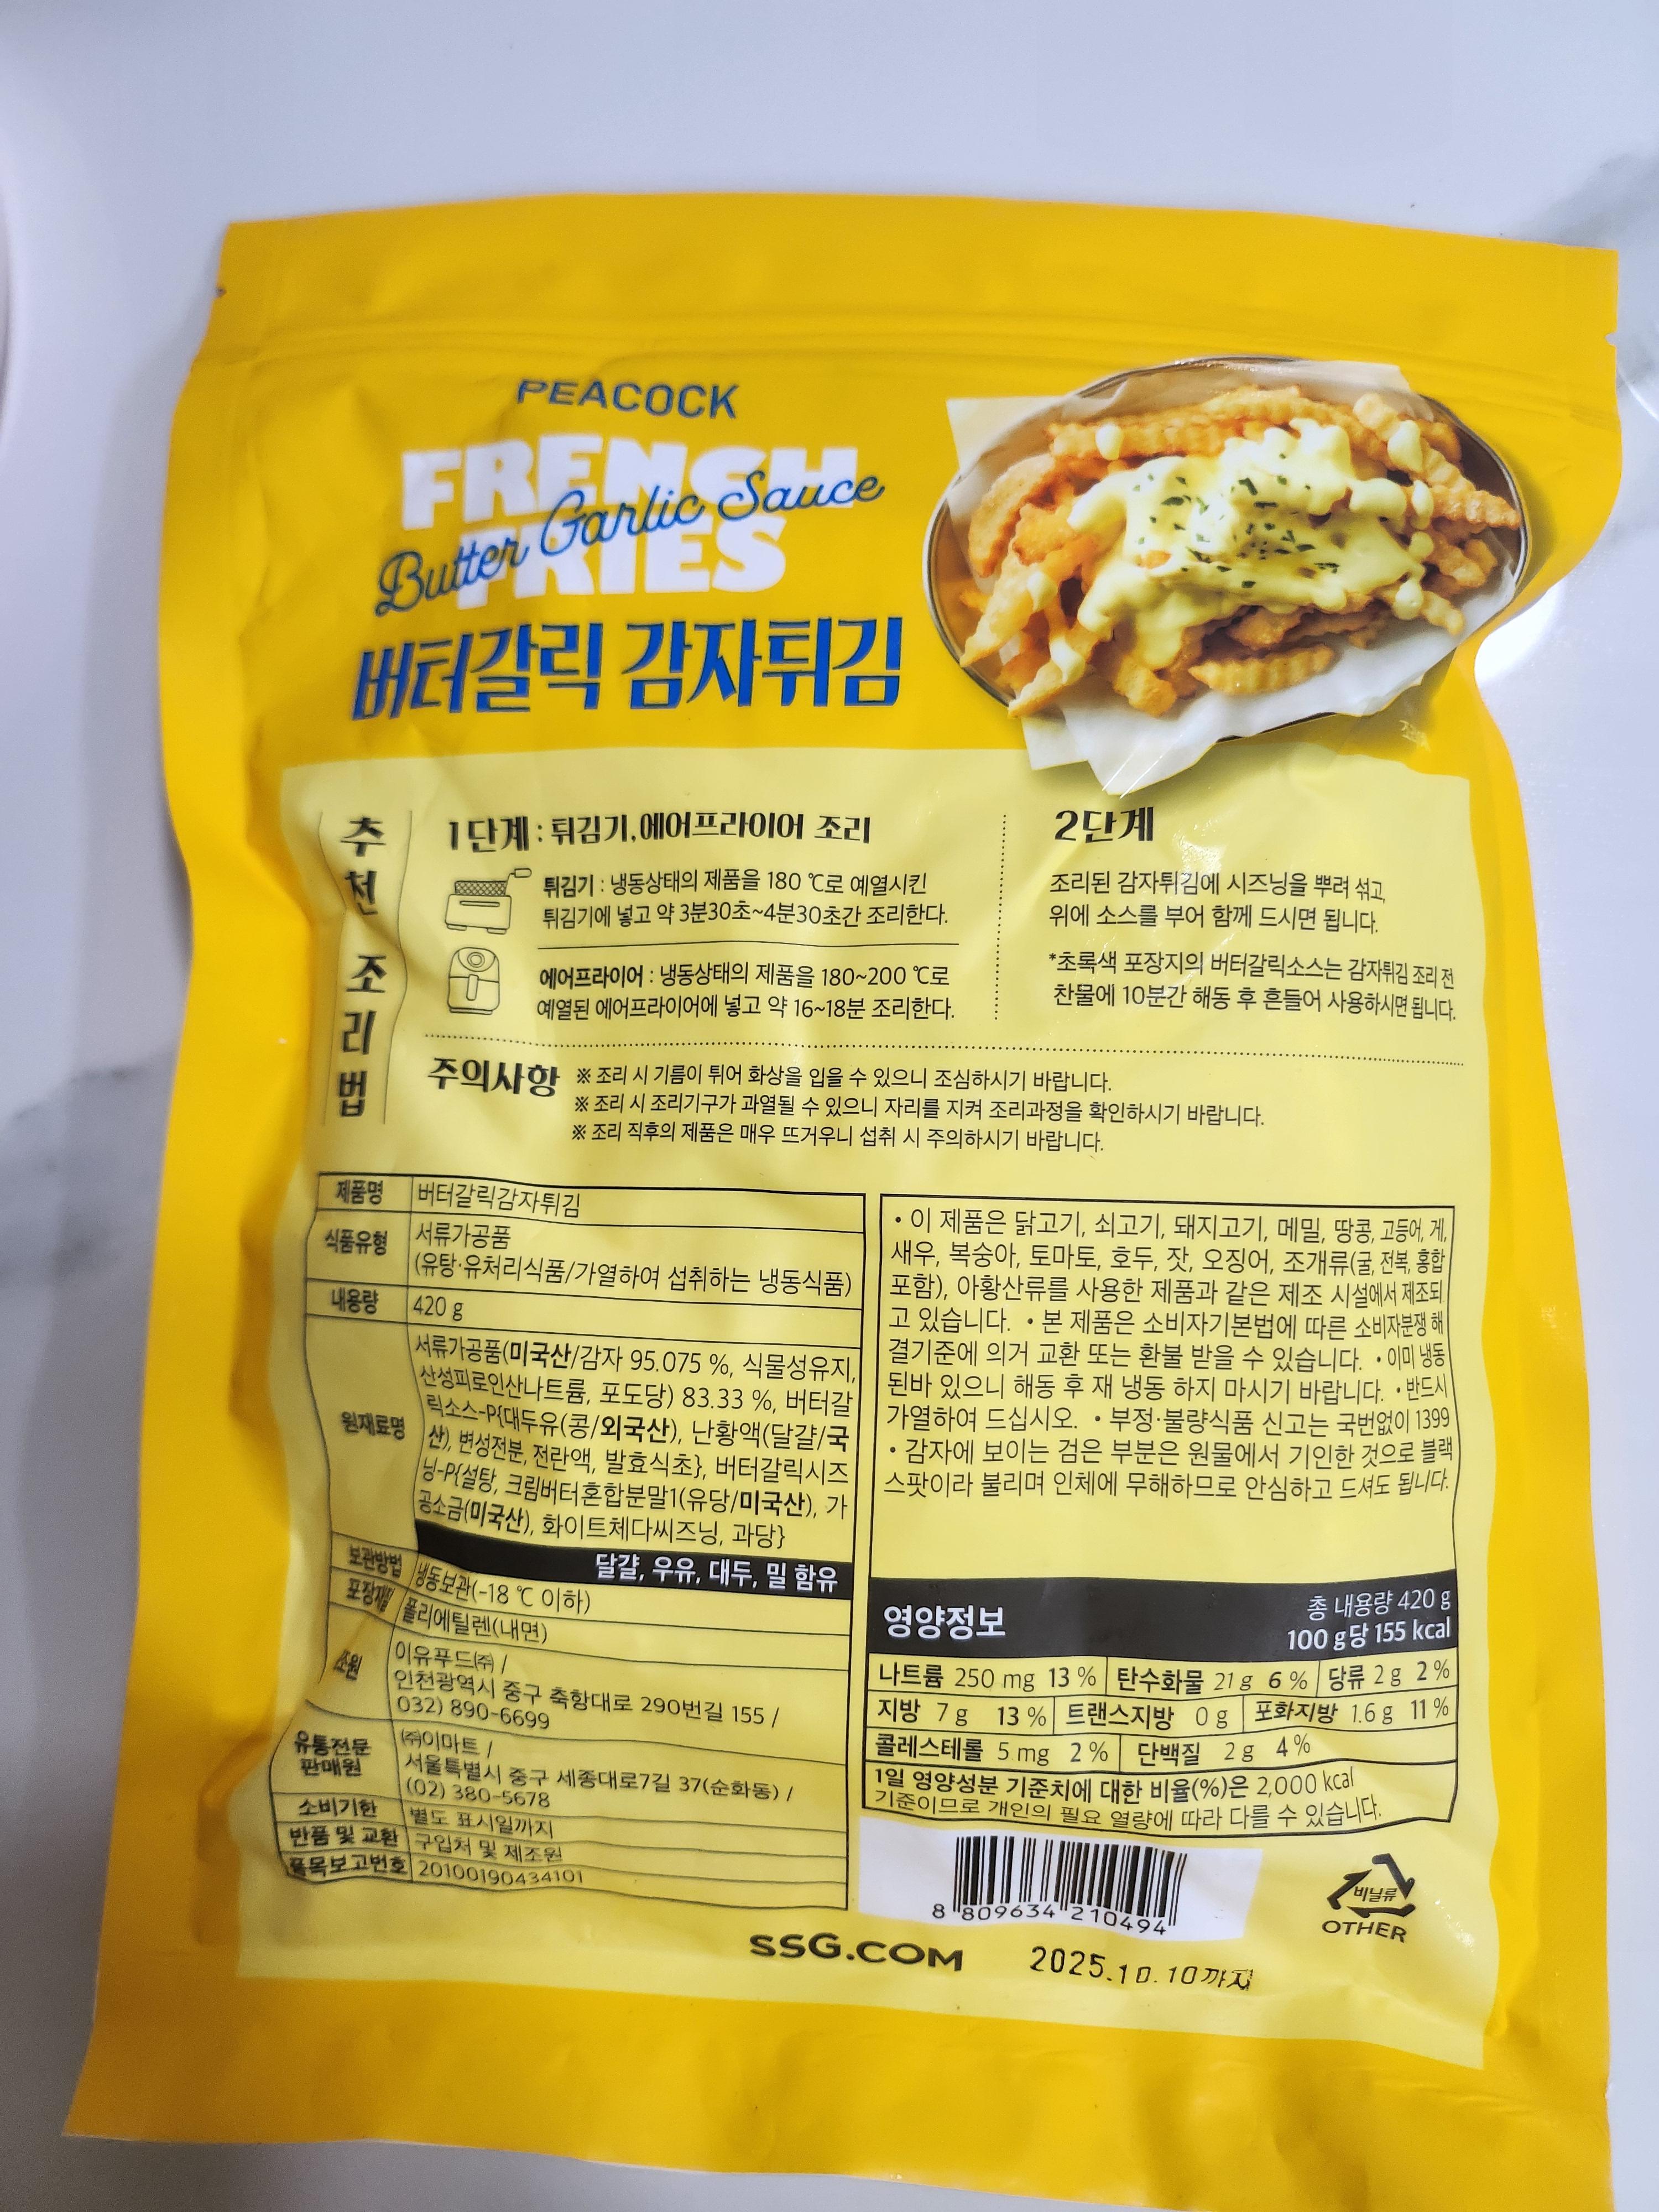 PEACOCK
FRENCH
FRIES
Butter Garlic Sauce
버터갈릭 감자튀김
추천 조리법
1단계 : 튀김기, 에어프라이어 조리
튀김기 : 냉동상태의 제품을 180 ℃로 예열시킨
튀김기에 넣고 약 3분30초~4분30초간 조리한다.
에어프라이어 : 냉동상태의 제품을 180~200 ℃로
예열된 에어프라이어에 넣고 약 16~18분 조리한다.
2단계
조리된 감자튀김에 시즈닝을 뿌려 섞고,
위에 소스를 부어 함께 드시면 됩니다.
*초록색 포장지의 버터갈릭소스는 감자튀김 조리 전
찬물에 10분간 해동 후 흔들어 사용하시면 됩니다.
주의사항
※ 조리 시 기름이 튀어 화상을 입을 수 있으니 조심하시기 바랍니다.
※ 조리 시 조리기구가 과열될 수 있으니 자리를 지켜 조리과정을 확인하시기 바랍니다.
※ 조리 직후의 제품은 매우 뜨거우니 섭취 시 주의하시기 바랍니다.
제품명 버터갈릭감자튀김
식품유형 서류가공품
(유탕·유처리식품/가열하여 섭취하는 냉동식품)
내용량 420 g
원재료명
서류가공품(미국산/감자 95.075 %, 식물성유지,
산성피로인산나트륨, 포도당) 83.33 %, 버터갈
릭소스-P{대두유(콩/외국산), 난황액(달걀/국
산), 변성전분, 전란액, 발효식초}, 버터갈릭시즈
닝-P{설탕, 크림버터혼합분말1(유당/미국산), 가
공소금(미국산), 화이트체다씨즈닝, 과당}
달걀, 우유, 대두, 밀 함유
보관방법 냉동보관(-18 ℃ 이하)
포장재질 폴리에틸렌(내면)
조원 이유푸드㈜ /
인천광역시 중구 축항대로 290번길 155 /
032) 890-6699
유통전문
판매원
㈜이마트 /
서울특별시 중구 세종대로7길 37(순화동) /
(02) 380-5678
소비기한 별도 표시일까지
반품 및 교환 구입처 및 제조원
품목보고번호 20100190434101
• 이 제품은 닭고기, 쇠고기, 돼지고기, 메밀, 땅콩, 고등어, 게,
새우, 복숭아, 토마토, 호두, 잣, 오징어, 조개류(굴, 전복, 홍합
포함), 아황산류를 사용한 제품과 같은 제조 시설에서 제조되
고 있습니다. • 본 제품은 소비자기본법에 따른 소비자분쟁 해
결기준에 의거 교환 또는 환불 받을 수 있습니다. • 이미 냉동
된바 있으니 해동 후 재 냉동 하지 마시기 바랍니다. • 반드시
가열하여 드십시오. • 부정·불량식품 신고는 국번없이 1399
• 감자에 보이는 검은 부분은 원물에서 기인한 것으로 블랙
스팟이라 불리며 인체에 무해하므로 안심하고 드셔도 됩니다.
영양정보
총 내용량 420 g
100 g당 155 kcal
나트륨 250 mg 13 % 탄수화물 21 g 6 % 당류 2 g 2 %
지방 7 g 13 % 트랜스지방 0 g 포화지방 1.6 g 11 %
콜레스테롤 5 mg 2 % 단백질 2 g 4 %
1일 영양성분 기준치에 대한 비율(%)은 2,000 kcal
기준이므로 개인의 필요 열량에 따라 다를 수 있습니다.
8 809634 210494
비닐류
OTHER
SSG.COM
2025.10.10까지